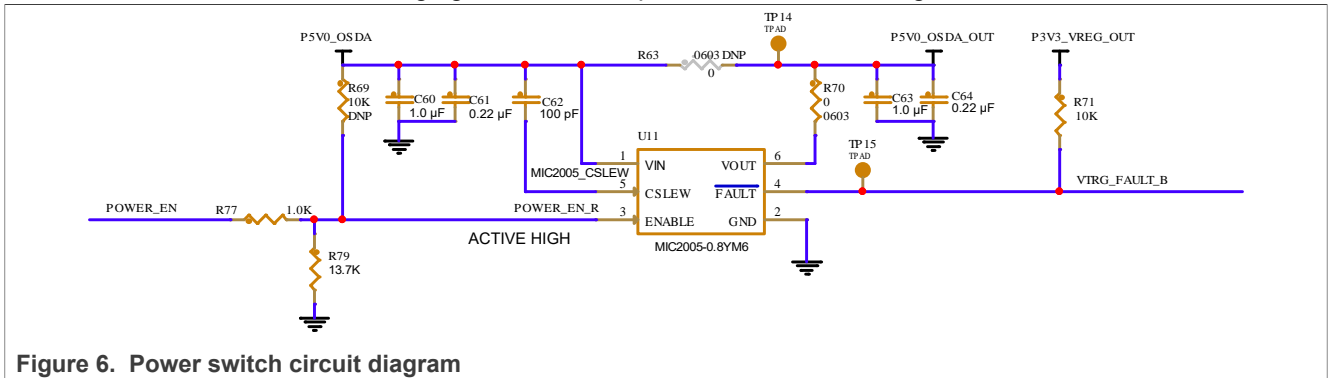 TP14
TPAD
P5V0_OSDA
R63
0603 DNP
0
P5V0_OSDA_OUT
P3V3_VREG_OUT
R69
10K
DNP
C60
1.0 µF
C61
0.22 µF
C62
100 pF
R70
0
0603
C63
1.0 µF
C64
0.22 µF
R71
10K
U11
TP15
TPAD
1
VIN
VOUT
6
MIC2005_CSLEW
5
CSLEW
FAULT
4
VTRG_FAULT_B
POWER_EN
R77
1.0K
POWER_EN_R
3
ENABLE
GND
2
ACTIVE HIGH
MIC2005-0.8YM6
R79
13.7K
Figure 6. Power switch circuit diagram